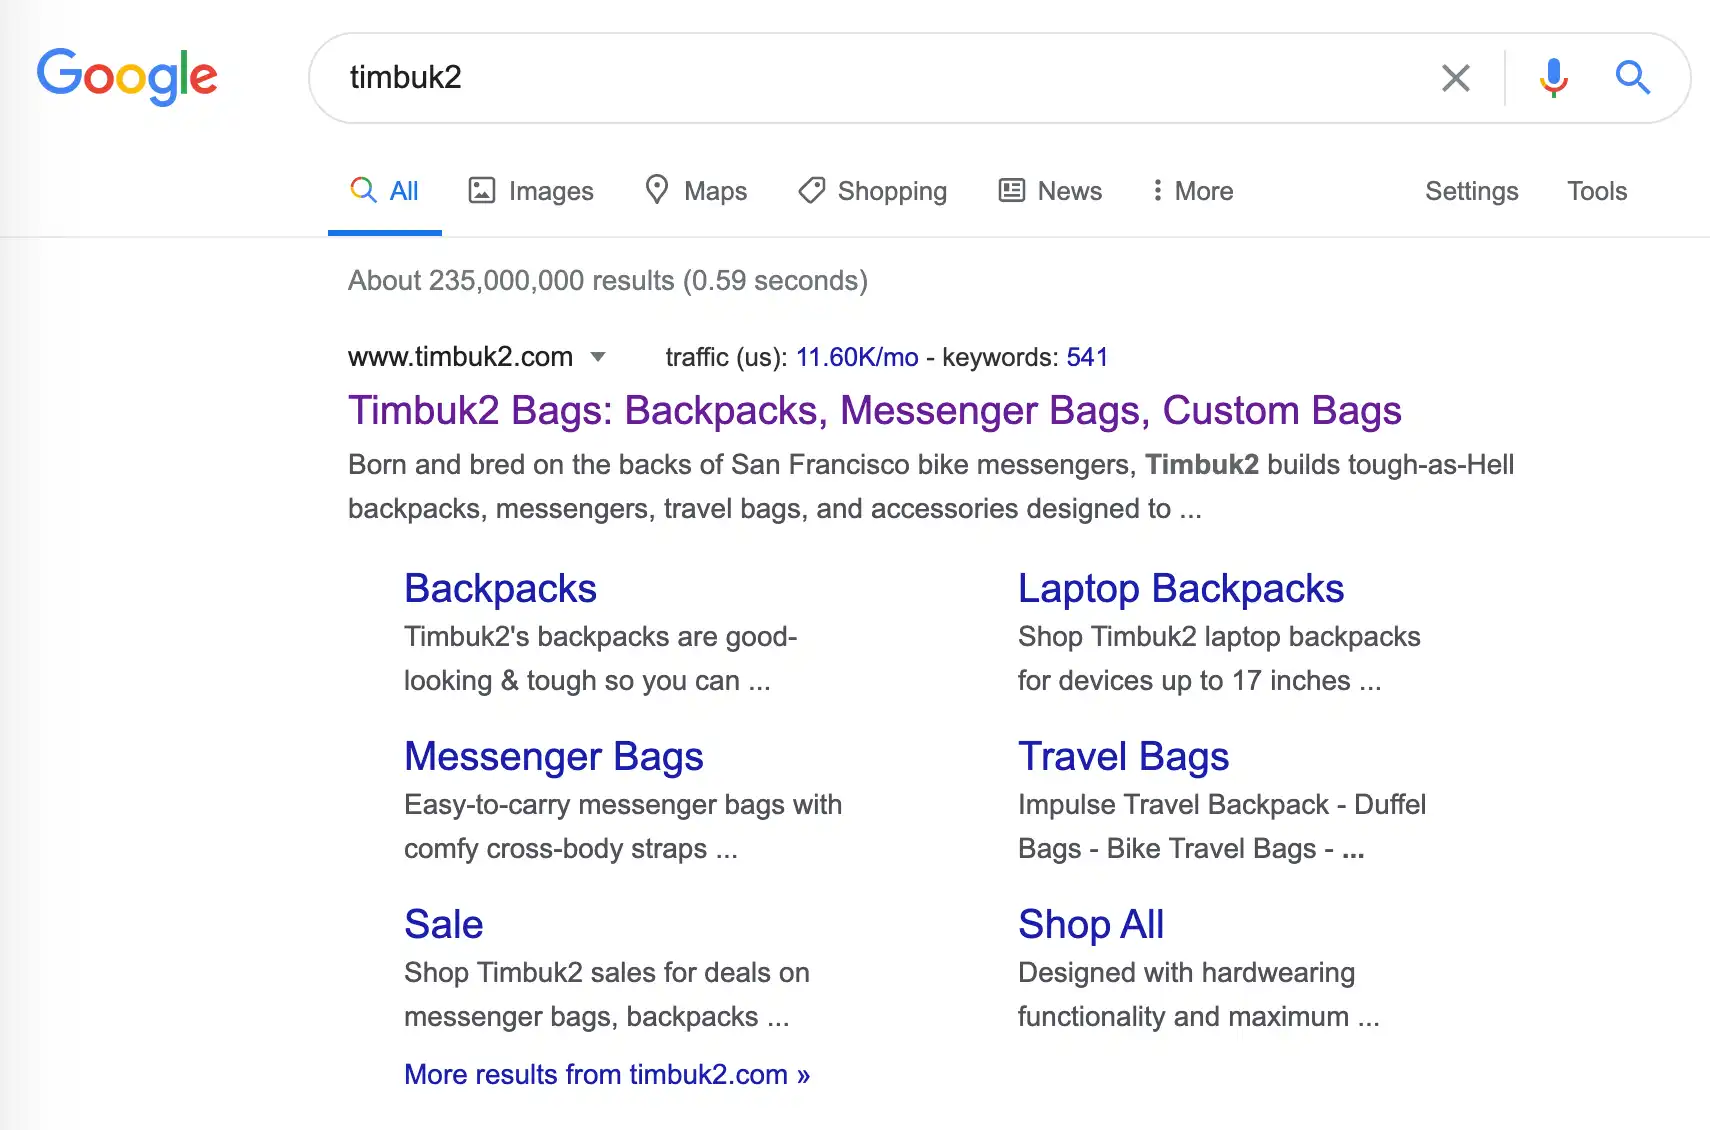 Google
timbuk2
All Images Maps Shopping News More Settings Tools
About 235,000,000 results (0.59 seconds)
www.timbuk2.com traffic (us): 11.60K/mo - keywords: 541
Timbuk2 Bags: Backpacks, Messenger Bags, Custom Bags
Born and bred on the backs of San Francisco bike messengers, Timbuk2 builds tough-as-Hell
backpacks, messengers, travel bags, and accessories designed to ...
Backpacks
Timbuk2's backpacks are good-
looking & tough so you can ...
Laptop Backpacks
Shop Timbuk2 laptop backpacks
for devices up to 17 inches ...
Messenger Bags
Easy-to-carry messenger bags with
comfy cross-body straps ...
Travel Bags
Impulse Travel Backpack - Duffel
Bags - Bike Travel Bags - ...
Sale
Shop Timbuk2 sales for deals on
messenger bags, backpacks ...
Shop All
Designed with hardwearing
functionality and maximum ...
More results from timbuk2.com »